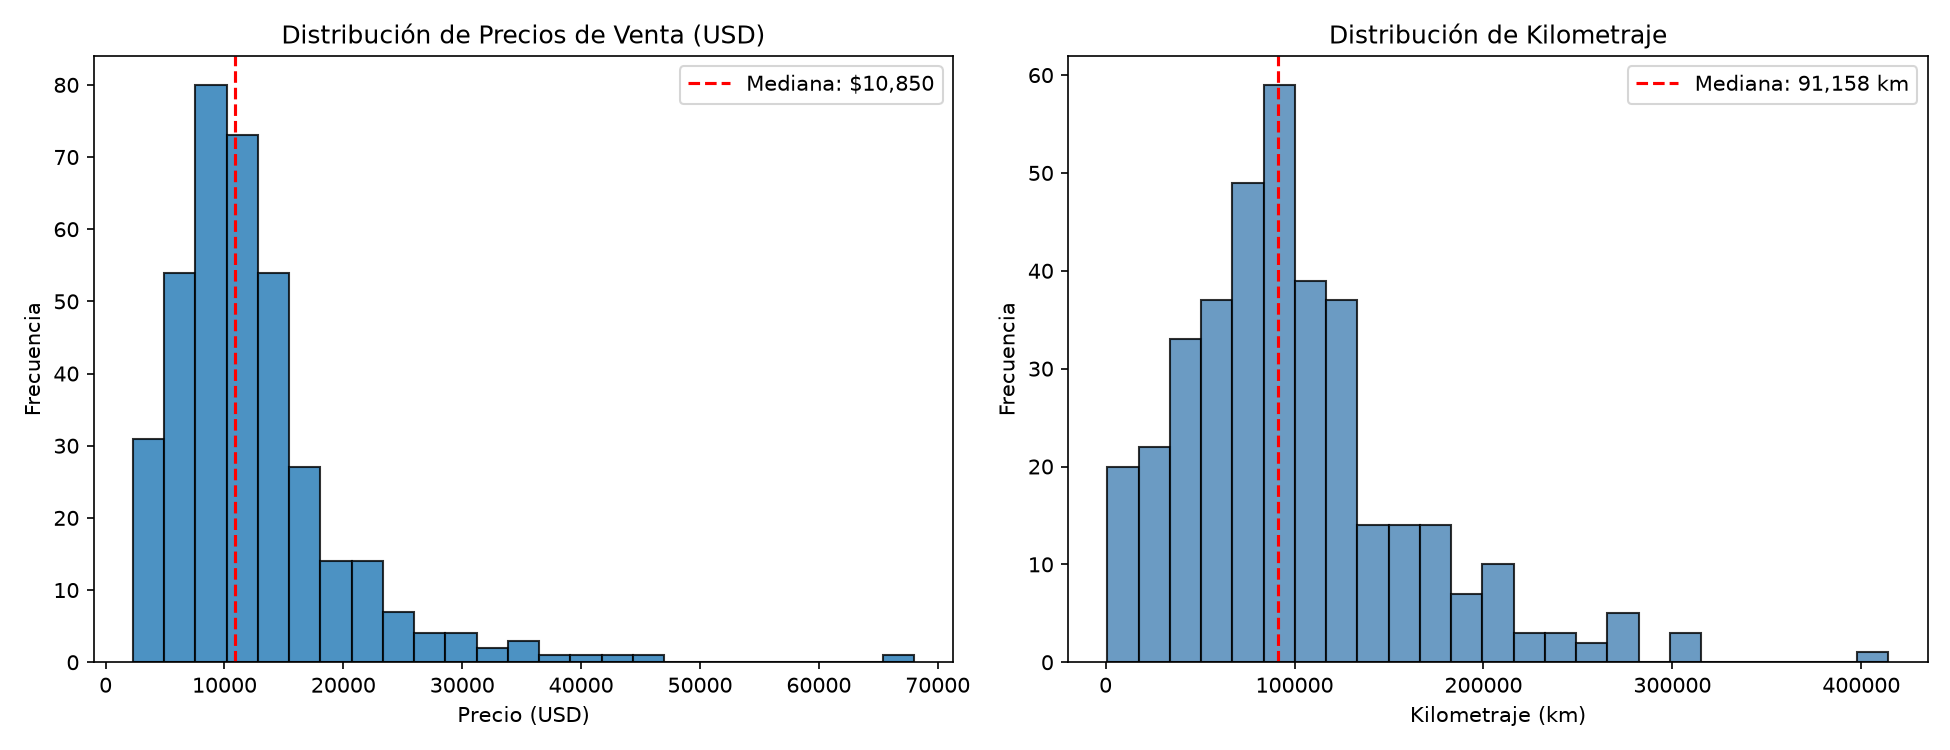 Distribución de Precios de Venta (USD)
Mediana: $10,850
Frecuencia
80
70
60
50
40
30
20
10
0
0 10000 20000 30000 40000 50000 60000 70000
Precio (USD)
Distribución de Kilometraje
Mediana: 91,158 km
Frecuencia
60
50
40
30
20
10
0
0 100000 200000 300000 400000
Kilometraje (km)